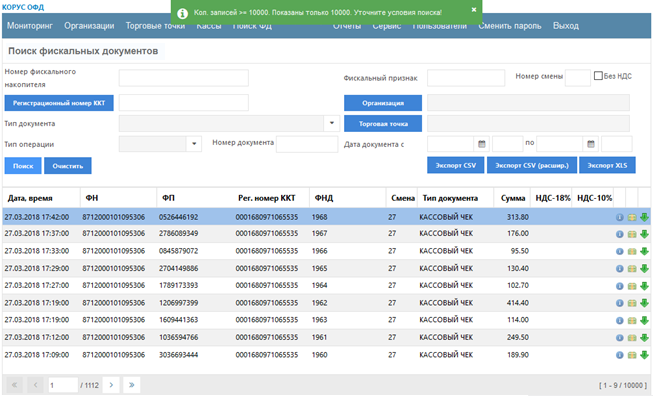 КОРУС ОФД
Кол. записей >= 10000. Показаны только 10000. Уточните условия поиска!
Мониторинг Организации Торговые точки Кассы Поиск ФД Отчеты Сервис Пользователи Сменить пароль Выход
Поиск фискальных документов
Номер фискального накопителя Фискальный признак Номер смены Без НДС
Регистрационный номер ККТ Организация
Тип документа Торговая точка
Тип операции Номер документа Дата документа с по
Поиск Очистить Экспорт CSV Экспорт CSV (расшир.) Экспорт XLS
Дата, время ФН ФП Рег. номер ККТ ФНД Смена Тип документа Сумма НДС-18% НДС-10%
27.03.2018 17:42:00 8712000101095306 0526446192 0001680971065535 1968 27 КАССОВЫЙ ЧЕК 313.80
27.03.2018 17:37:00 8712000101095306 2786089349 0001680971065535 1967 27 КАССОВЫЙ ЧЕК 176.00
27.03.2018 17:33:00 8712000101095306 0845879072 0001680971065535 1966 27 КАССОВЫЙ ЧЕК 95.50
27.03.2018 17:29:00 8712000101095306 2704149886 0001680971065535 1965 27 КАССОВЫЙ ЧЕК 130.40
27.03.2018 17:27:00 8712000101095306 1789173393 0001680971065535 1964 27 КАССОВЫЙ ЧЕК 102.70
27.03.2018 17:19:00 8712000101095306 1206997399 0001680971065535 1962 27 КАССОВЫЙ ЧЕК 414.40
27.03.2018 17:19:00 8712000101095306 1609441363 0001680971065535 1963 27 КАССОВЫЙ ЧЕК 114.00
27.03.2018 17:12:00 8712000101095306 1036594766 0001680971065535 1961 27 КАССОВЫЙ ЧЕК 249.50
27.03.2018 17:09:00 8712000101095306 3036693444 0001680971065535 1960 27 КАССОВЫЙ ЧЕК 189.90
1 / 1112 [ 1 - 9 / 10000 ]